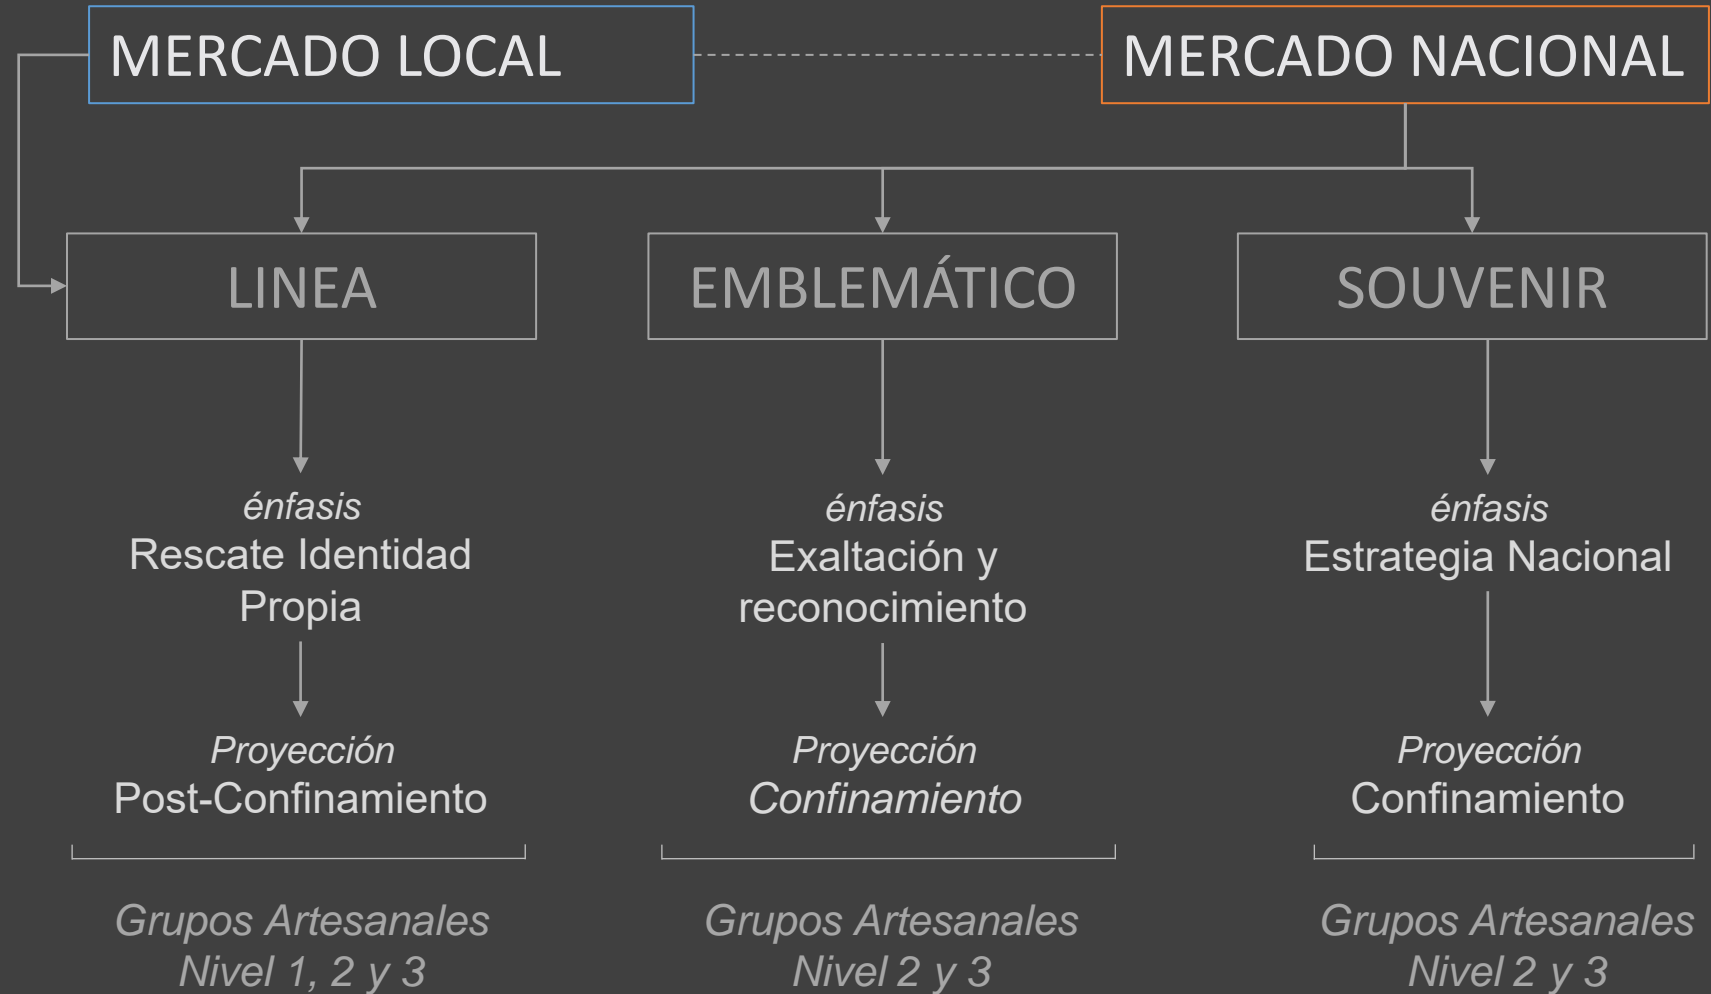 MERCADO LOCAL
MERCADO NACIONAL
LINEA
EMBLEMÁTICO
SOUVENIR
énfasis
Rescate Identidad
Propia
énfasis
Exaltación y
reconocimiento
énfasis
Estrategia Nacional
Proyección
Post-Confinamiento
Proyección
Confinamiento
Proyección
Confinamiento
Grupos Artesanales
Nivel 1, 2 y 3
Grupos Artesanales
Nivel 2 y 3
Grupos Artesanales
Nivel 2 y 3